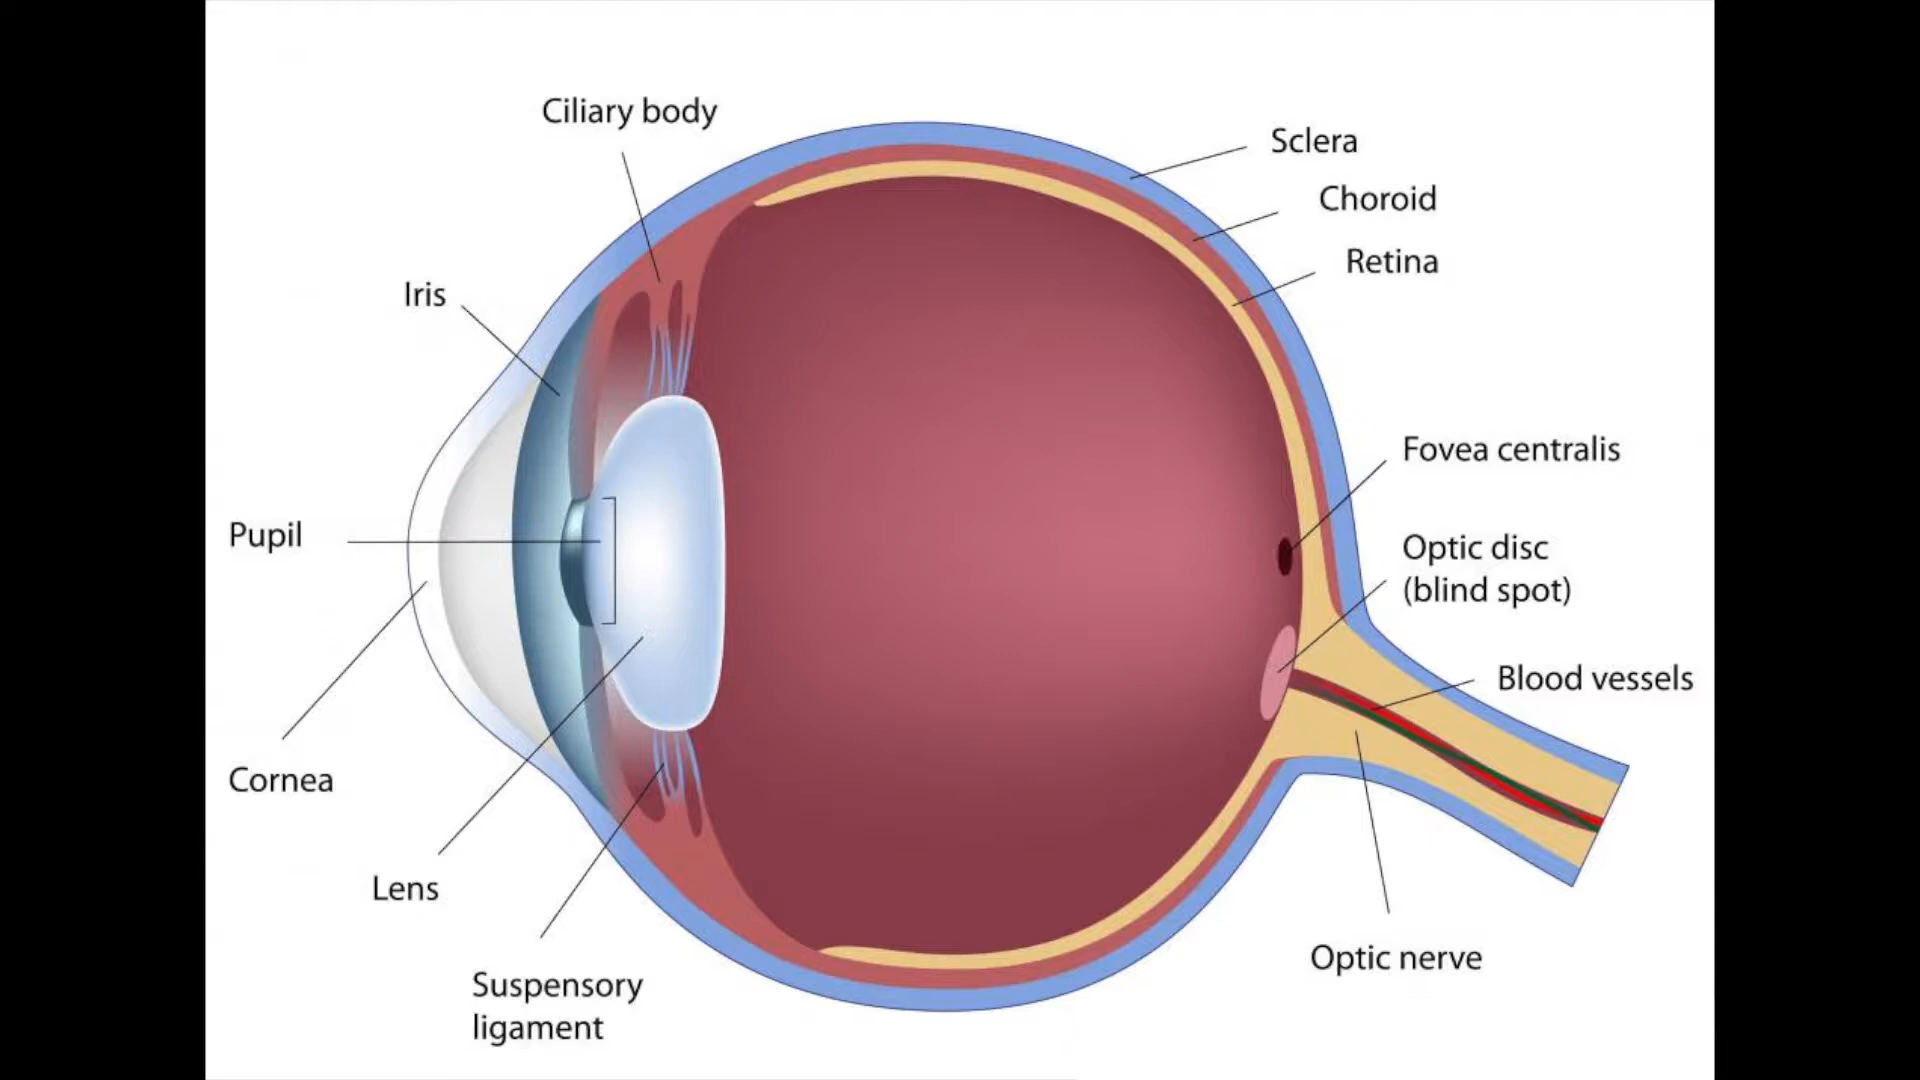 Ciliary body
Sclera
Choroid
Retina
Iris
Fovea centralis
Pupil
Optic disc
(blind spot)
Blood vessels
Cornea
Lens
Optic nerve
Suspensory
ligament